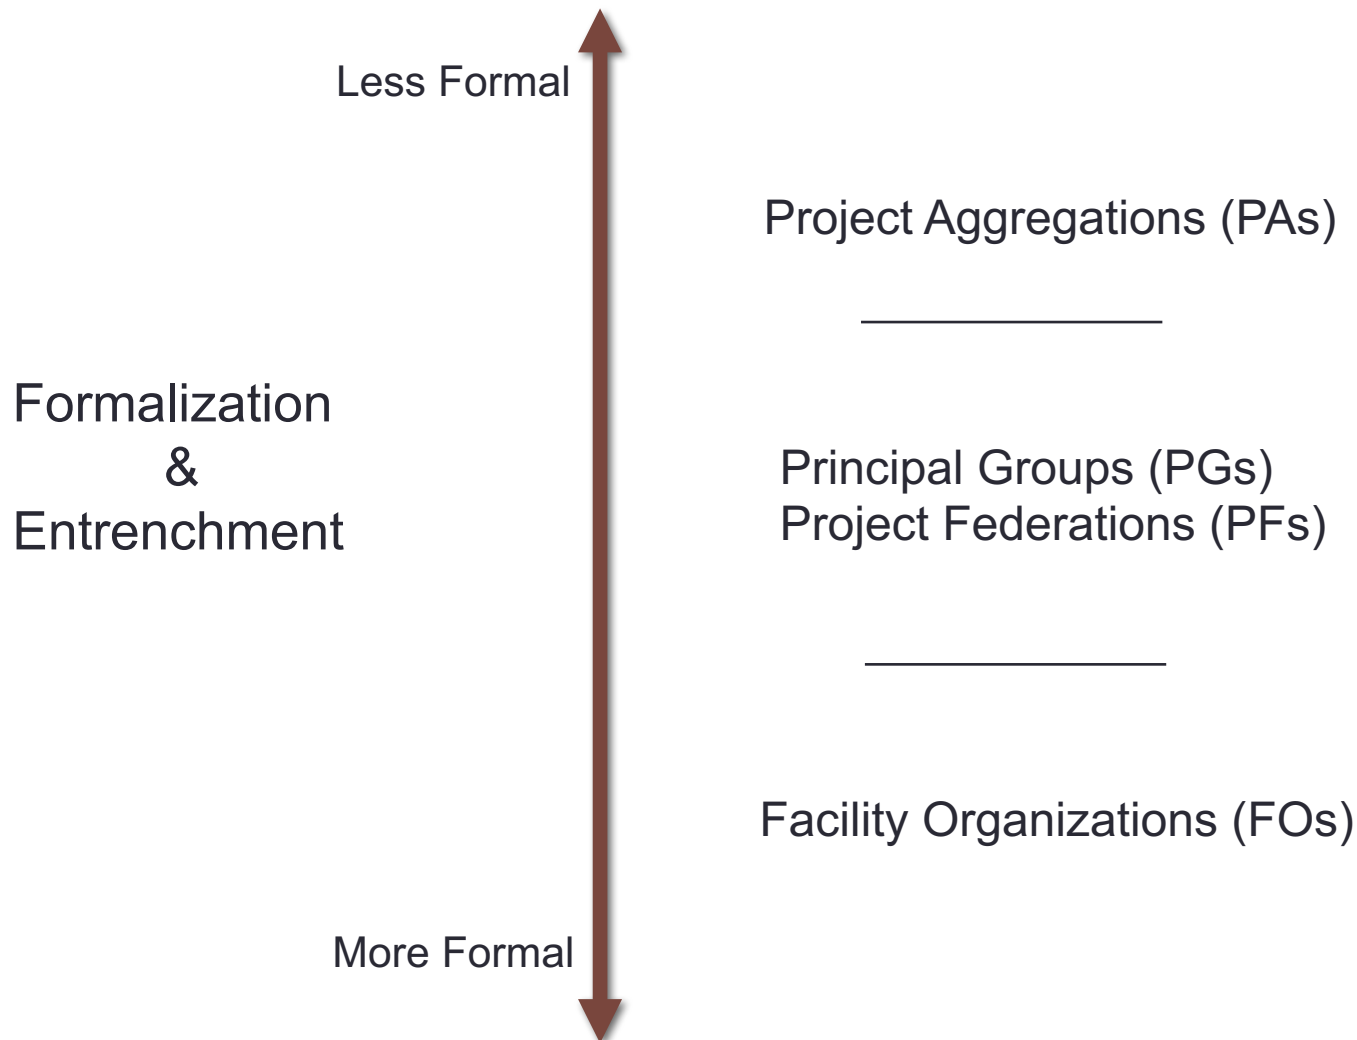 Less Formal
Project Aggregations (PAs)
Formalization
&
Entrenchment
Principal Groups (PGs)
Project Federations (PFs)
Facility Organizations (FOs)
More Formal